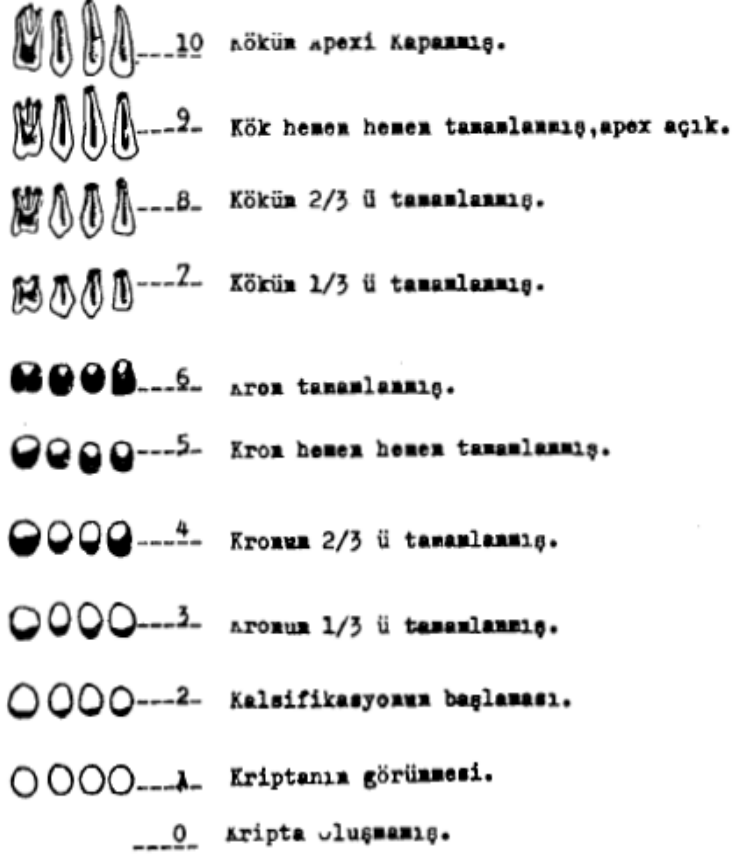 10 Kökün Apexi Kapanmış.
9 Kök hemen hemen tamamlanmış,apex açık.
8 Kökün 2/3 ü tamamlanmış.
7 Kökün 1/3 ü tamamlanmış.
6 Kron tamamlanmış.
5 Kron hemen hemen tamamlanmış.
4 Kronun 2/3 ü tamamlanmış.
3 Kronun 1/3 ü tamamlanmış.
2 Kalsifikasyonun başlaması.
1 Kriptanın görünmesi.
0 Kripta Oluşmamış.